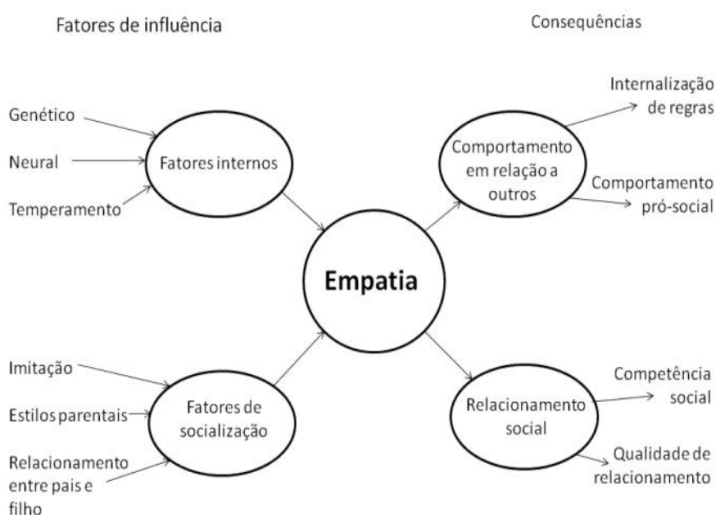 Fatores de influência
Consequências
Genético
Neural
Temperamento
Fatores internos
Comportamento
em relação a
outros
Internalização
de regras
Comportamento
pró-social
Empatia
Imitação
Estilos parentais
Relacionamento
entre pais e
filho
Fatores de
socialização
Relacionamento
social
Competência
social
Qualidade de
relacionamento